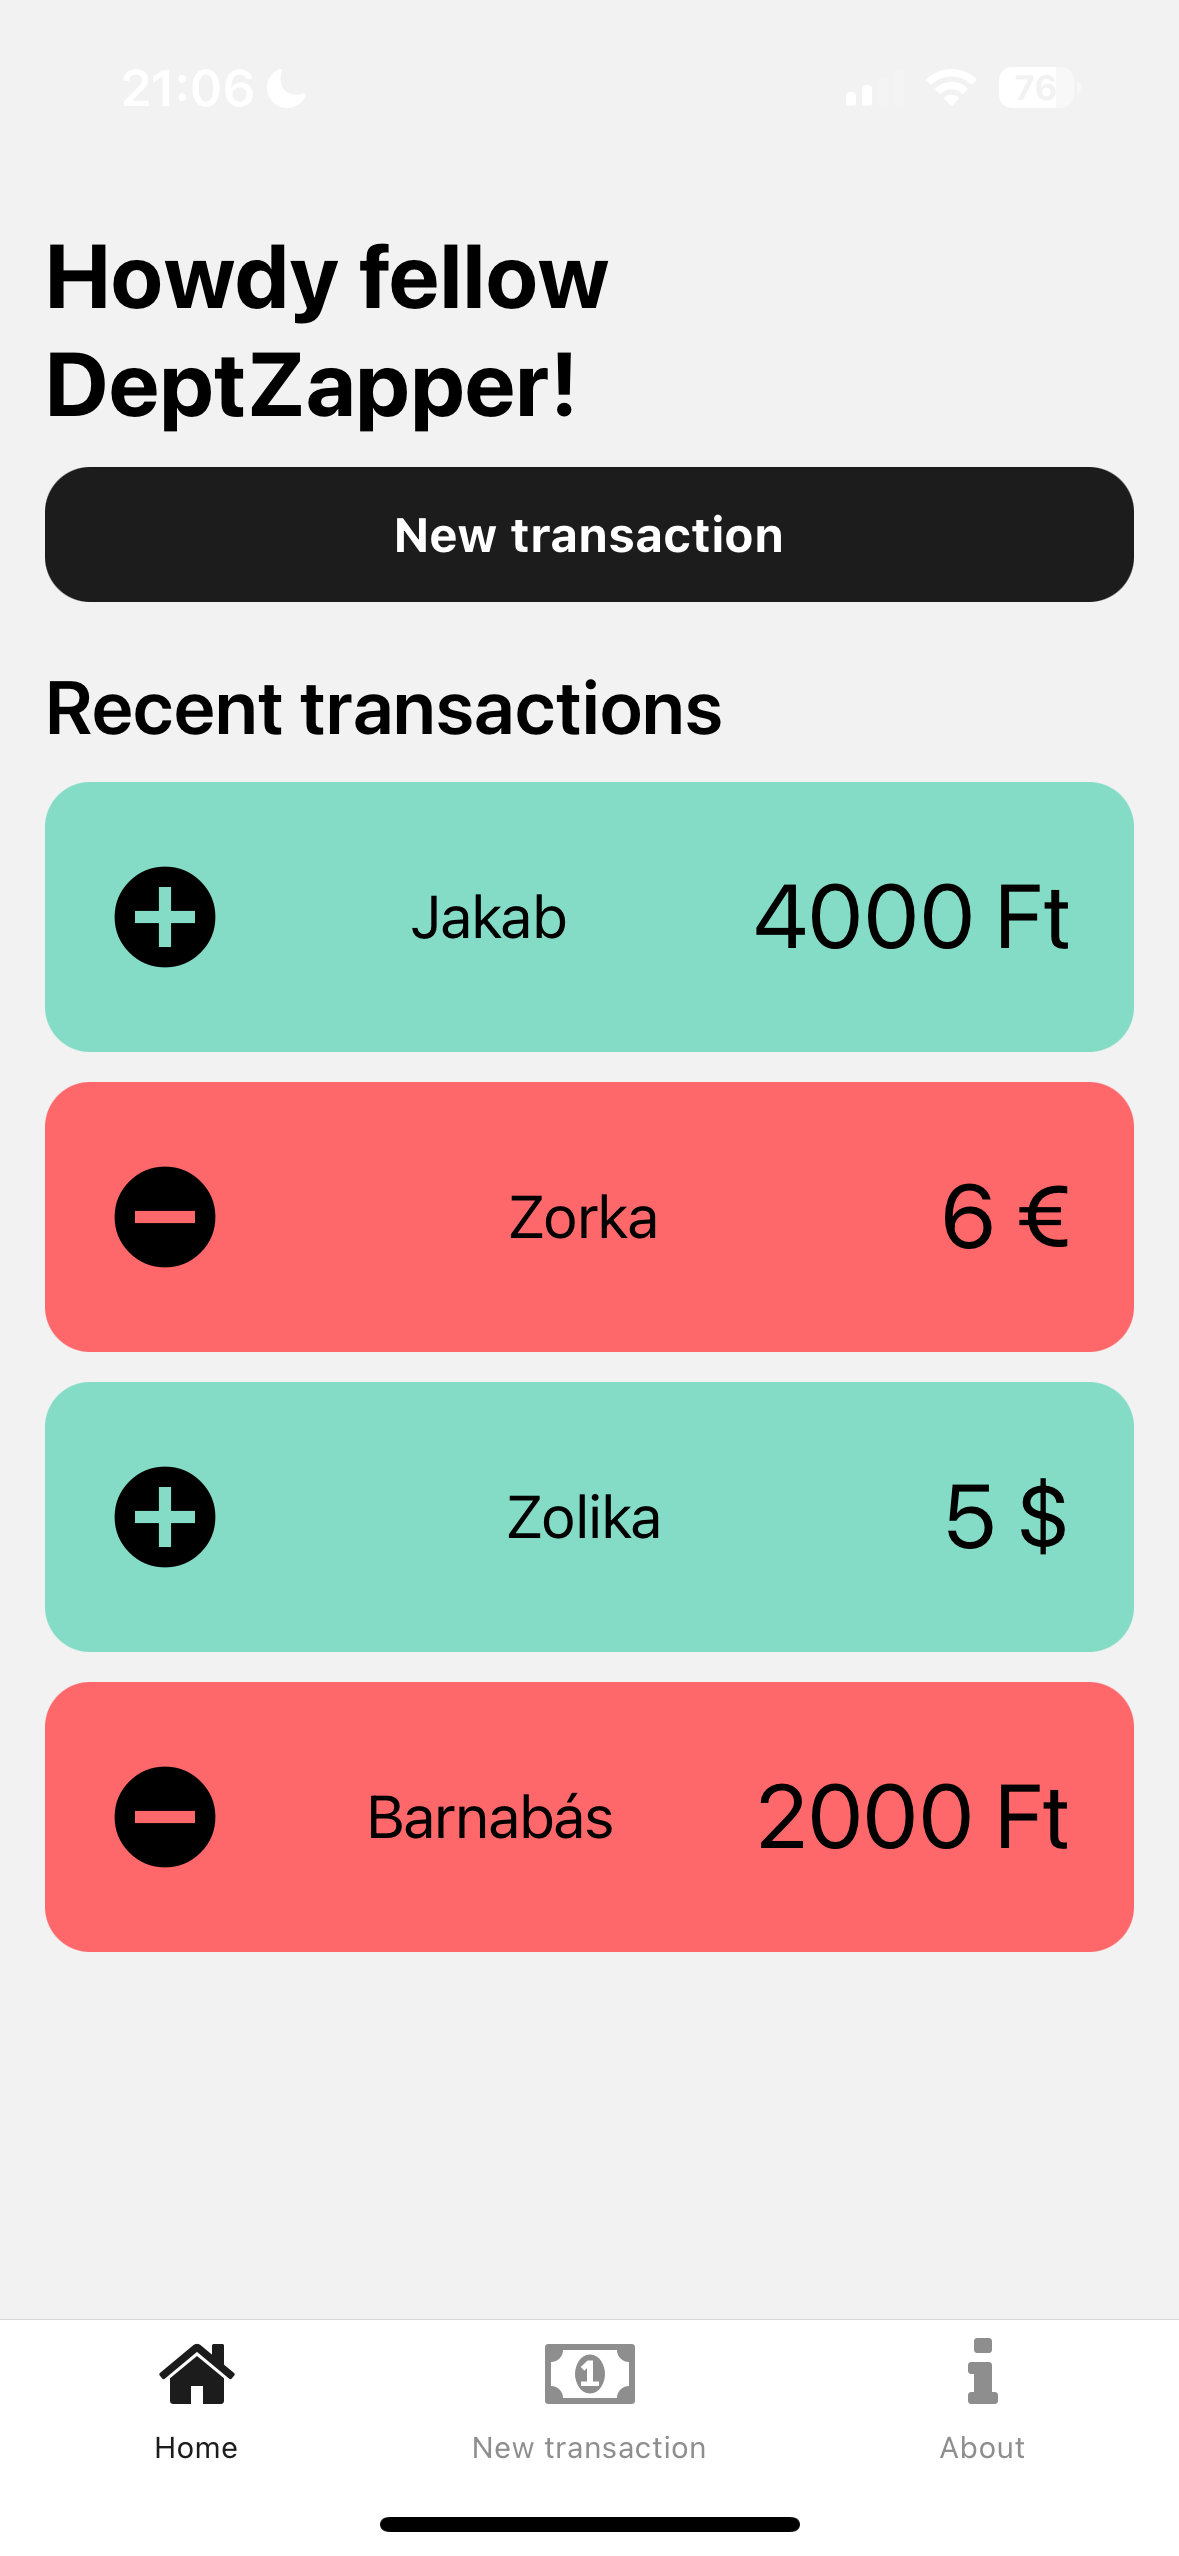 21:06
76
Howdy fellow
DeptZapper!
New transaction
Recent transactions
Jakab 4000 Ft
Zorka 6 €
Zolika 5 $
Barnabás 2000 Ft
1
Home New transaction About